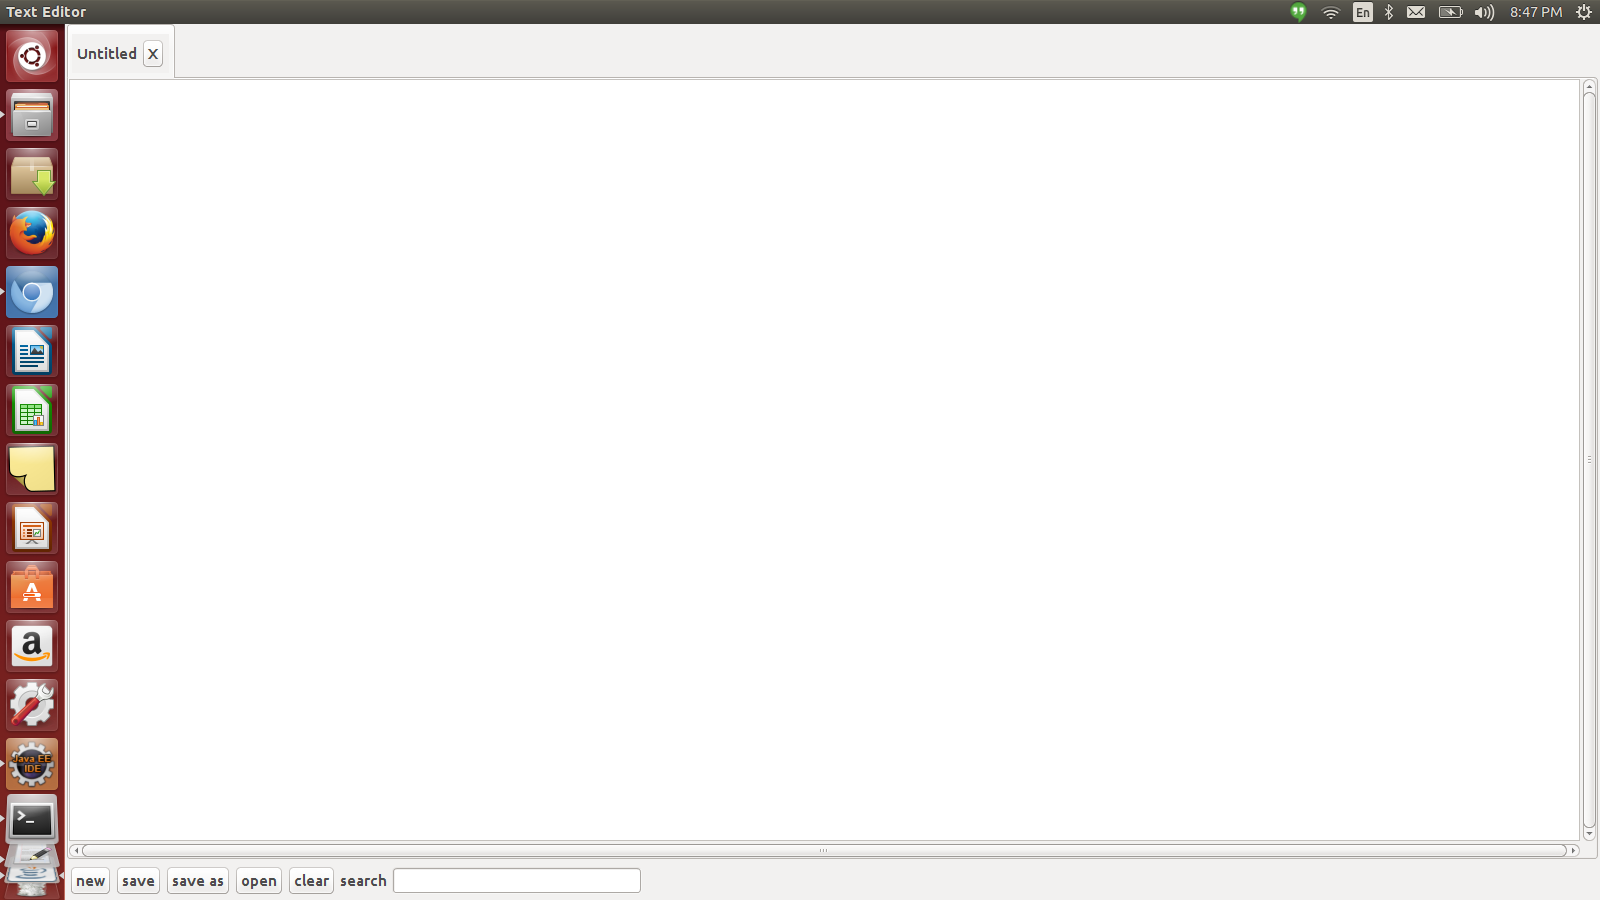 Text Editor
En
8:47 PM
Untitled X
a
Java EE
IDE
>_
new save save as open clear search